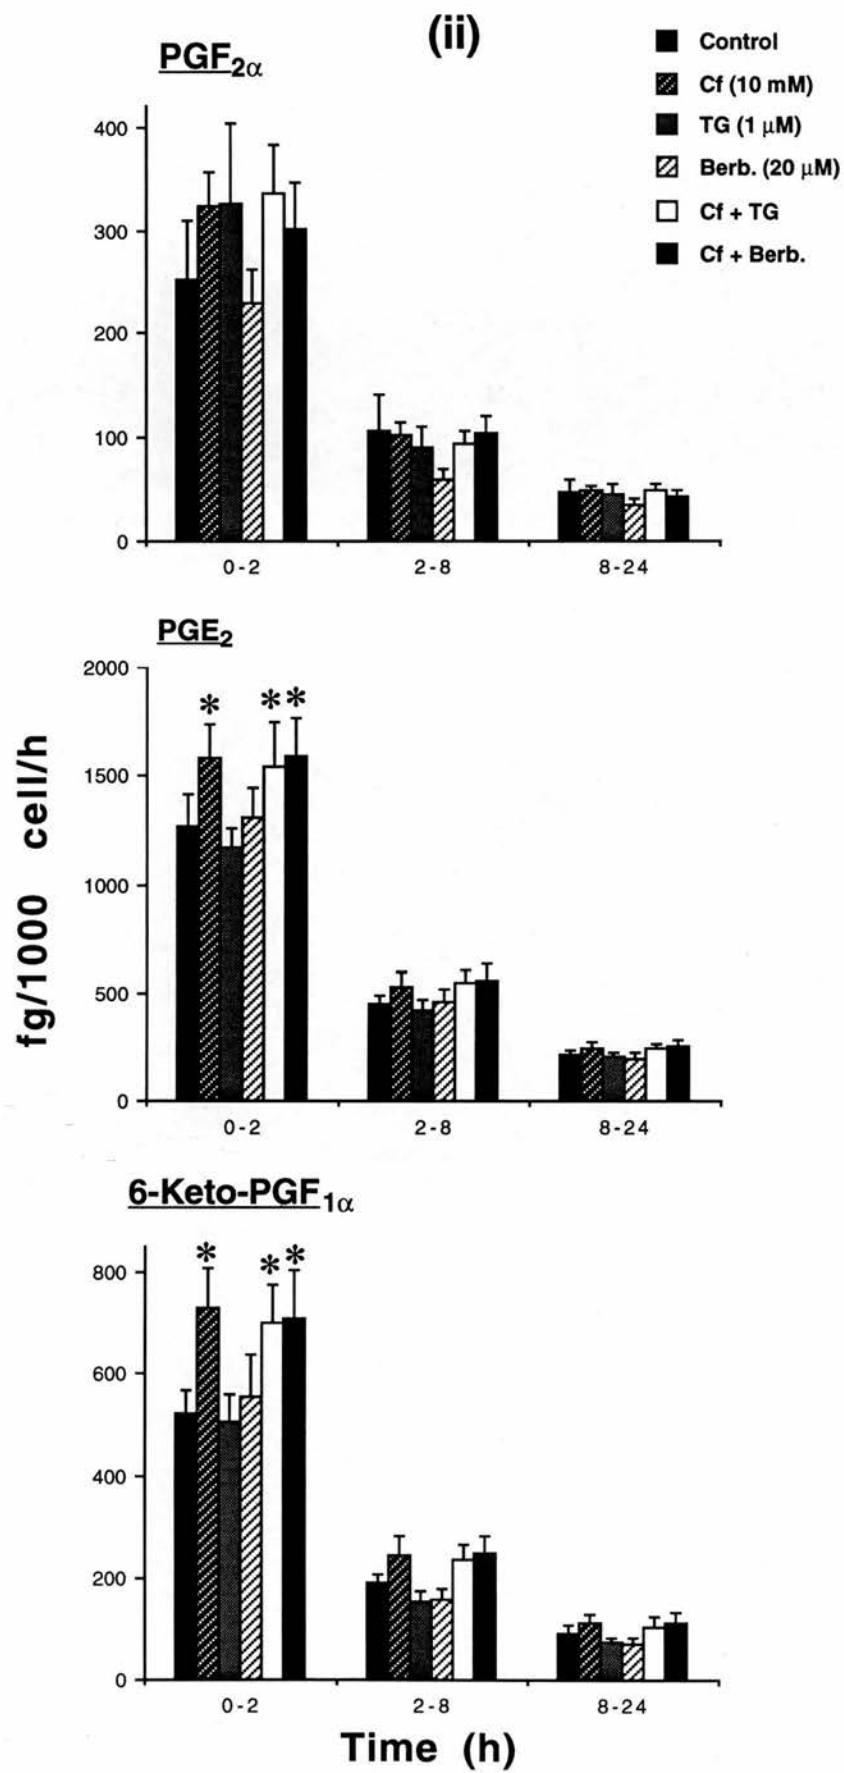 (ii)
PGF2α
Control
Cf (10 mM)
TG (1 μM)
Berb. (20 μM)
Cf + TG
Cf + Berb.
400
300
200
100
0
0-2 2-8 8-24
PGE2
2000
1500
1000
500
0
* * *
0-2 2-8 8-24
fg/1000 cell/h
6-Keto-PGF1α
800
600
400
200
0
* * *
0-2 2-8 8-24
Time (h)